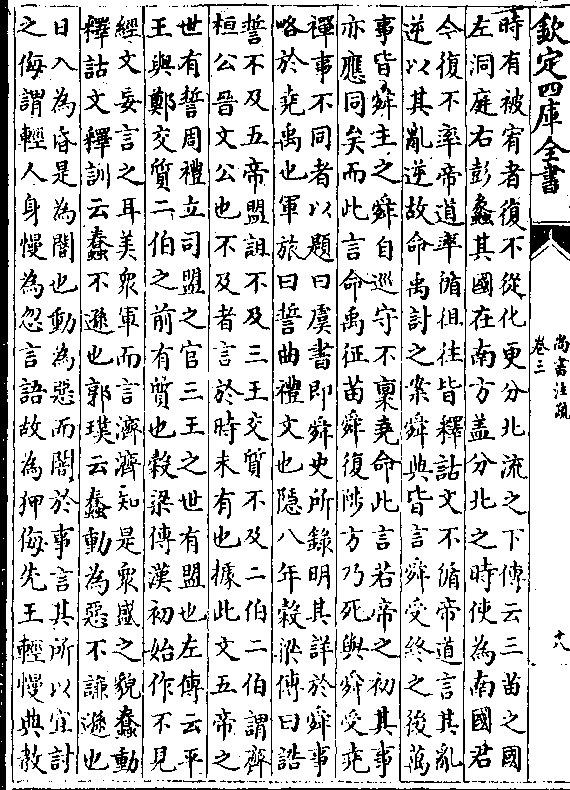 欽定四庫全書
尚書注疏
卷三
十八
時有被宥者復不從化更分北流之下傳云三苗之國
左洞庭右彭蠡其國在南方蓋分北之時使為南國君
今復不率帝道率循徂往皆釋詁文不循帝道言其亂
逆以其亂逆故命禹討之案舜典皆言舜受終之後萬
事皆舜主之舜自巡守不稟堯命此言若帝之初其事
亦應同矣而此言命禹征苗舜復陟方乃死與舜受堯
禪事不同者以題曰虞書即舜史所錄明其詳於舜事
略於堯禹也軍旅曰誓曲禮文也隱八年榖梁傳曰誥
誓不及五帝盟詛不及三王交質不及二伯二伯謂齊
桓公晉文公也不及者言於時未有也據此文五帝之
世有誓周禮立司盟之官三王之世有盟也左傳云平
王與鄭交質二伯之前有質也榖梁傳漢初始作不見
經文妄言之耳美衆軍而言濟濟知是衆盛之貌蠢動
釋詁文釋訓云蠢不遜也郭璞云蠢動為惡不謙遜也
日入為昏是為闇也動為惡而闇於事言其所以宜討
之侮謂輕人身慢為忽言語故為狎侮先王輕慢典教